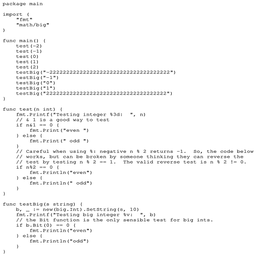 package main

import (
    "fmt"
    "math/big"
)

func main() {
    test(-2)
    test(-1)
    test(0)
    test(1)
    test(2)
    testBig("-222222222222222222222222222222222222")
    testBig("-1")
    testBig("0")
    testBig("1")
    testBig("222222222222222222222222222222222222")
}

func test(n int) {
    fmt.Printf("Testing integer %3d:  ", n)
    // & 1 is a good way to test
    if n&1 == 0 {
        fmt.Print("even ")
    } else {
        fmt.Print(" odd ")
    }
    // Careful when using %: negative n % 2 returns -1.  So, the code below
    // works, but can be broken by someone thinking they can reverse the
    // test by testing n % 2 == 1.  The valid reverse test is n % 2 != 0.
    if n%2 == 0 {
        fmt.Println("even")
    } else {
        fmt.Println(" odd")
    }
}

func testBig(s string) {
    b, _ := new(big.Int).SetString(s, 10)
    fmt.Printf("Testing big integer %v:  ", b)
    // the Bit function is the only sensible test for big ints.
    if b.Bit(0) == 0 {
        fmt.Println("even")
    } else {
        fmt.Println("odd")
    }
}